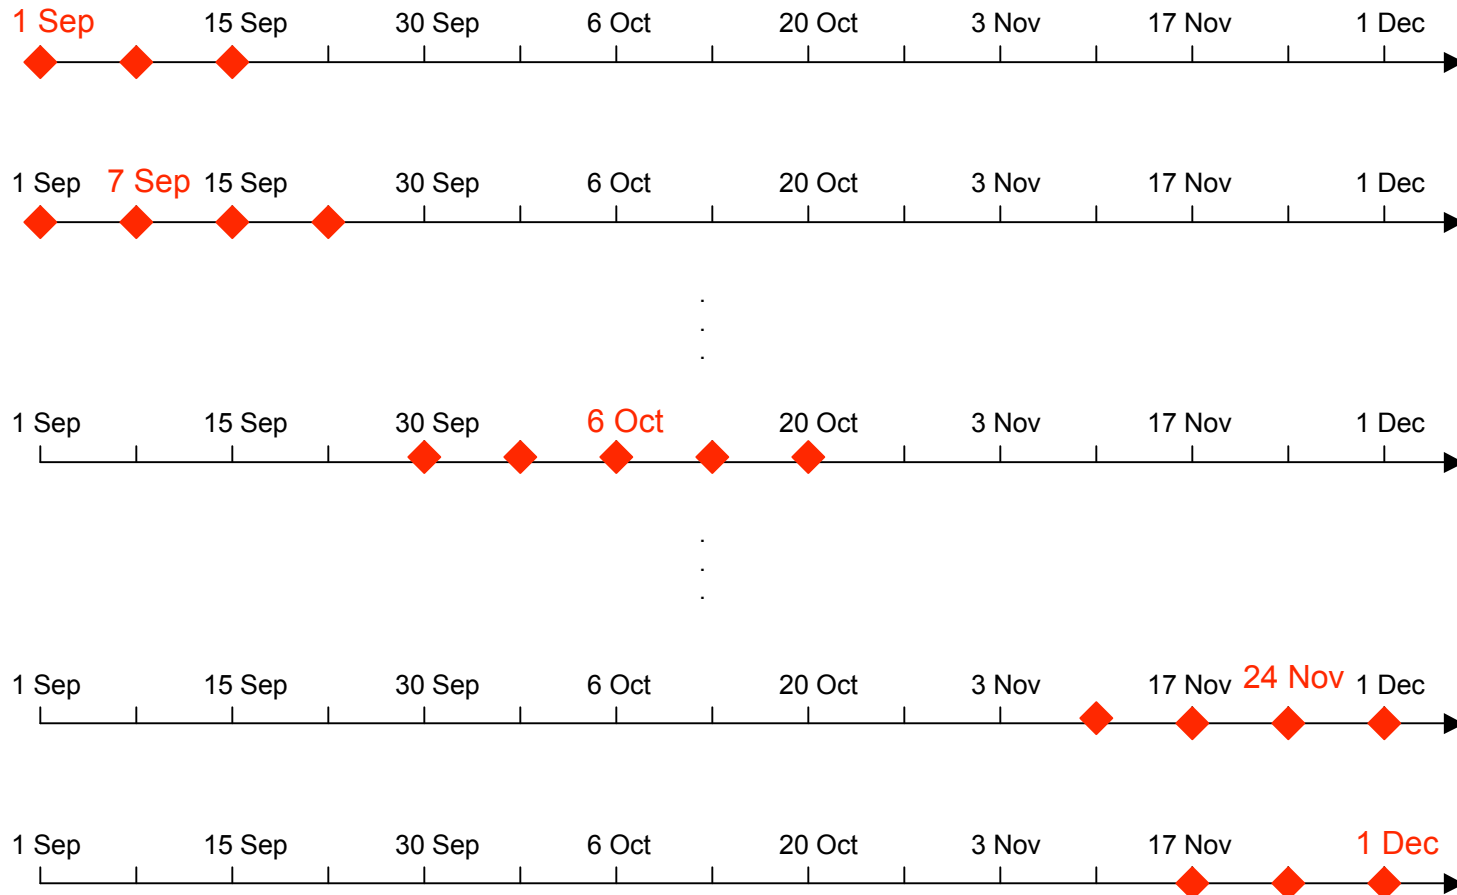 1 Sep 15 Sep 30 Sep 6 Oct 20 Oct 3 Nov 17 Nov 1 Dec
1 Sep 7 Sep 15 Sep 30 Sep 6 Oct 20 Oct 3 Nov 17 Nov 1 Dec
1 Sep 15 Sep 30 Sep 6 Oct 20 Oct 3 Nov 17 Nov 1 Dec
1 Sep 15 Sep 30 Sep 6 Oct 20 Oct 3 Nov 17 Nov 24 Nov 1 Dec
1 Sep 15 Sep 30 Sep 6 Oct 20 Oct 3 Nov 17 Nov 1 Dec